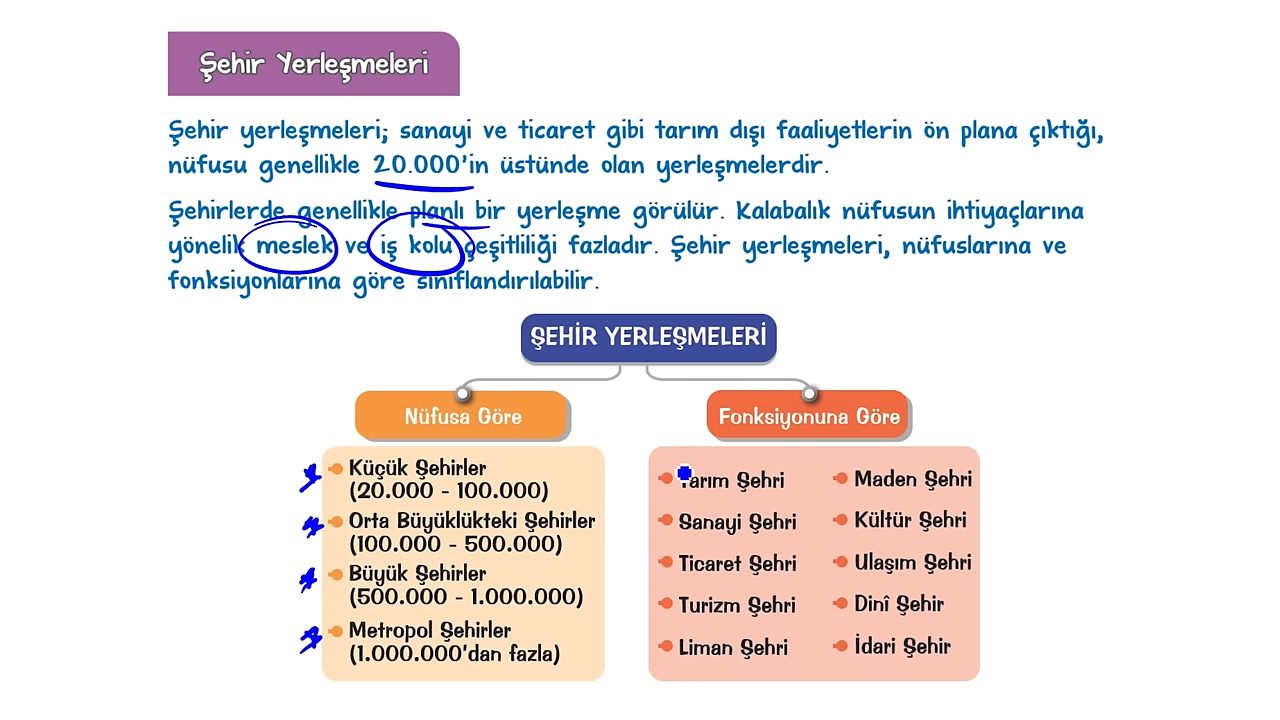 Şehir Yerleşmeleri
Şehir yerleşmeleri; sanayi ve ticaret gibi tarım dışı faaliyetlerin ön plana çıktığı,
nüfusu genellikle 20.000'in üstünde olan yerleşmelerdir.
Şehirlerde genellikle planlı bir yerleşme görülür. Kalabalık nüfusun ihtiyaçlarına
yönelik meslek ve iş kolu çeşitliliği fazladır. Şehir yerleşmeleri, nüfuslarına ve
fonksiyonlarına göre sınıflandırılabilir.
ŞEHİR YERLEŞMELERİ
Nüfusa Göre
Küçük Şehirler
(20.000 - 100.000)
Orta Büyüklükteki Şehirler
(100.000 - 500.000)
Büyük Şehirler
(500.000 - 1.000.000)
Metropol Şehirler
(1.000.000'dan fazla)
Fonksiyonuna Göre
Tarım Şehri
Sanayi Şehri
Ticaret Şehri
Turizm Şehri
Liman Şehri
Maden Şehri
Kültür Şehri
Ulaşım Şehri
Dinî Şehir
İdari Şehir